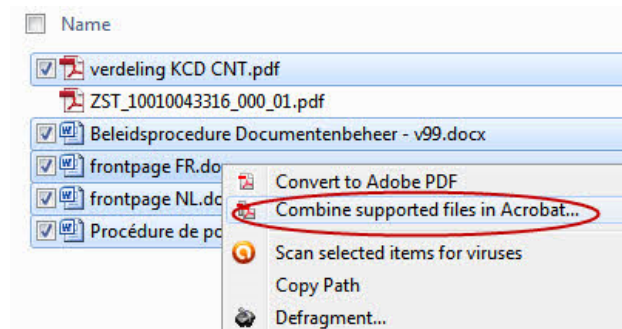 Name
verdeling KCD CNT.pdf
ZST_10010043316_000_01.pdf
Beleidsprocedure Documentenbeheer - v99.docx
frontpage FR.do
Convert to Adobe PDF
frontpage NL.do
Combine supported files in Acrobat...
Procédure de po
Scan selected items for viruses
Copy Path
Defragment...